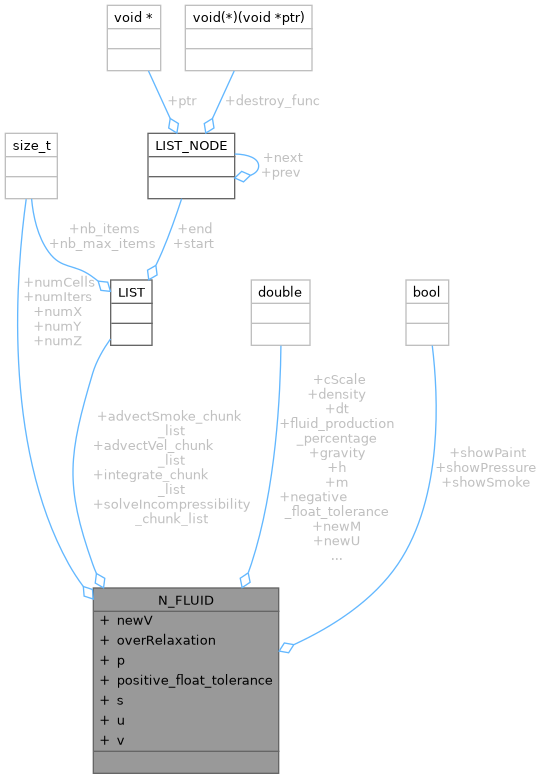 void *
void(*)(void *ptr)
+ptr
+destroy_func
size_t
LIST_NODE
+next
+prev
+nb_items
+nb_max_items
+end
+start
+numCells
+numIters
+numX
+numY
+numZ
LIST
double
bool
+advectSmoke_chunk
_list
+advectVel_chunk
_list
+integrate_chunk
_list
+solveIncompressibility
_chunk_list
+cScale
+density
+dt
+fluid_production
_percentage
+gravity
+h
+m
+negative
_float_tolerance
+newM
+newU
...
+showPaint
+showPressure
+showSmoke
N_FLUID
+ newV
+ overRelaxation
+ p
+ positive_float_tolerance
+ s
+ u
+ v